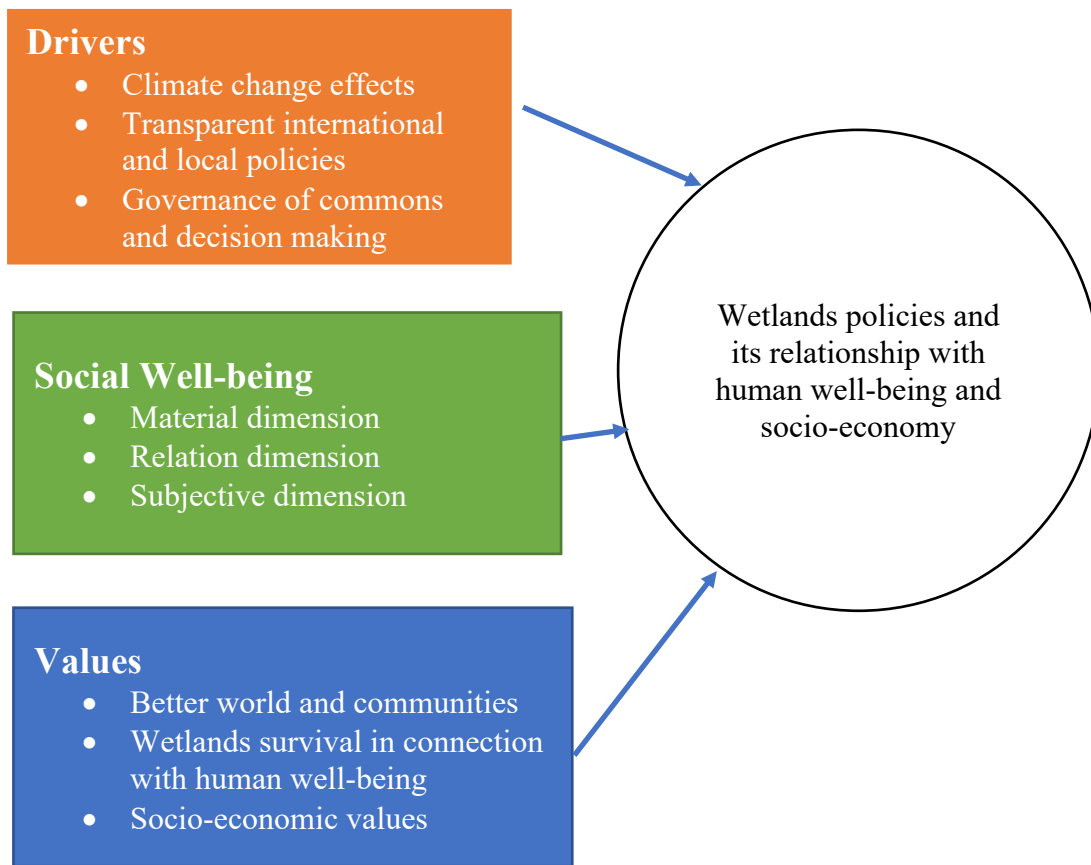 Drivers
• Climate change effects
• Transparent international
and local policies
• Governance of commons
and decision making
Social Well-being
• Material dimension
• Relation dimension
• Subjective dimension
Values
• Better world and communities
• Wetlands survival in connection
with human well-being
• Socio-economic values
Wetlands policies and
its relationship with
human well-being and
socio-economy